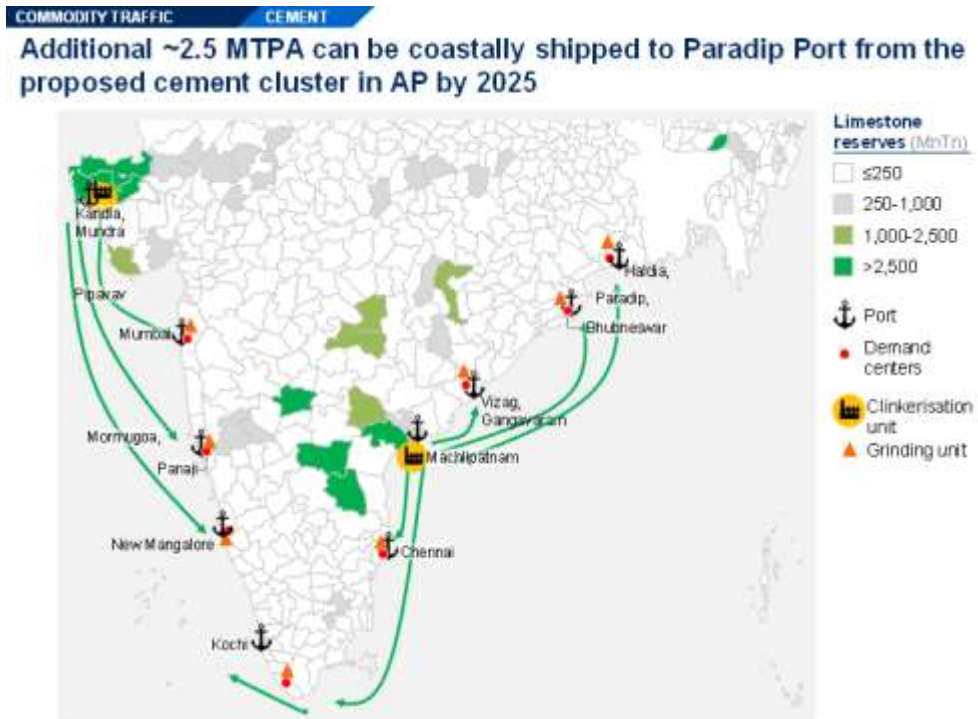 COMMODITY TRAFFIC
CEMENT
Additional ~2.5 MTPA can be coastally shipped to Paradip Port from the
proposed cement cluster in AP by 2025
Limestone
reserves (MnTn)
≤250
250-1,000
1,000-2,500
>2,500
Port
Demand
centers
Clinkerisation
unit
Grinding unit
Kandla,
Mundra
Pipavav
Mumbai
Mormugoa,
Panaji
New Mangalore
Kochi
Haldia,
Paradip,
Bhubneswar
Vizag,
Gangavaram
Machlipatnam
Chennai